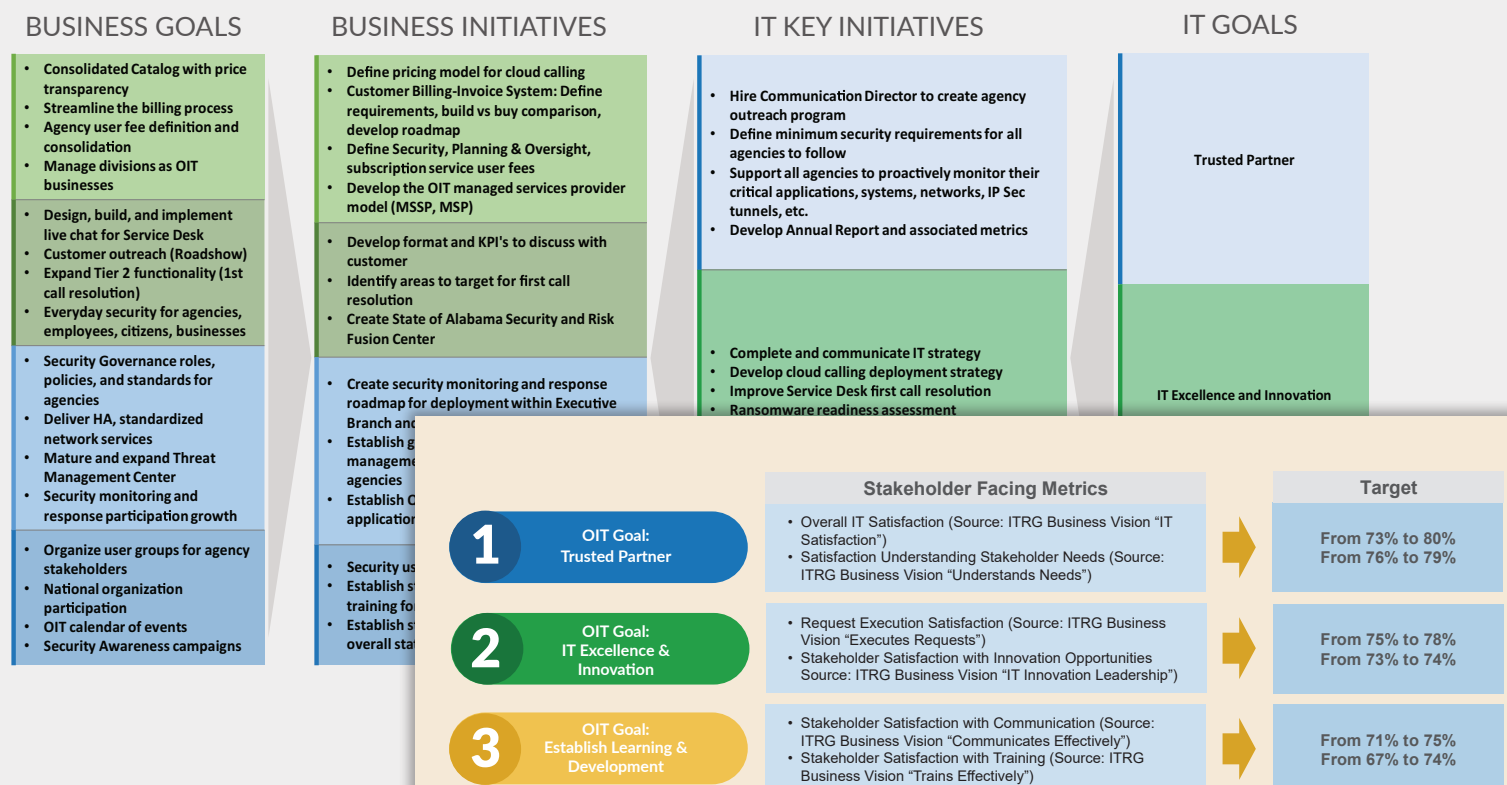 BUSINESS GOALS
• Consolidated Catalog with price
transparency
• Streamline the billing process
• Agency user fee definition and
consolidation
• Manage divisions as OIT
businesses
• Design, build, and implement
live chat for Service Desk
• Customer outreach (Roadshow)
• Expand Tier 2 functionality (1st
call resolution)
• Everyday security for agencies,
employees, citizens, businesses
• Security Governance roles,
policies, and standards for
agencies
• Deliver HA, standardized
network services
• Mature and expand Threat
Management Center
• Security monitoring and
response participation growth
• Organize user groups for agency
stakeholders
• National organization
participation
• OIT calendar of events
• Security Awareness campaigns
BUSINESS INITIATIVES
• Define pricing model for cloud calling
• Customer Billing-Invoice System: Define
requirements, build vs buy comparison,
develop roadmap
• Define Security, Planning & Oversight,
subscription service user fees
• Develop the OIT managed services provider
model (MSSP, MSP)
• Develop format and KPI's to discuss with
customer
• Identify areas to target for first call
resolution
• Create State of Alabama Security and Risk
Fusion Center
• Create security monitoring and response
roadmap for deployment within Executive
Branch and
• Establish g
manageme
agencies
• Establish
application
• Security us
• Establish st
training for
• Establish st
overall stat
IT KEY INITIATIVES
• Hire Communication Director to create agency
outreach program
• Define minimum security requirements for all
agencies to follow
• Support all agencies to proactively monitor their
critical applications, systems, networks, IP Sec
tunnels, etc.
• Develop Annual Report and associated metrics
• Complete and communicate IT strategy
• Develop cloud calling deployment strategy
• Improve Service Desk first call resolution
• Ransomware readiness assessment
IT GOALS
Trusted Partner
IT Excellence and Innovation
Stakeholder Facing Metrics
Target
1
OIT Goal:
Trusted Partner
• Overall IT Satisfaction (Source: ITRG Business Vision “IT
Satisfaction”)
• Satisfaction Understanding Stakeholder Needs (Source:
ITRG Business Vision “Understands Needs”)
From 73% to 80%
From 76% to 79%
2
OIT Goal:
IT Excellence &
Innovation
• Request Execution Satisfaction (Source: ITRG Business
Vision “Executes Requests”)
• Stakeholder Satisfaction with Innovation Opportunities
Source: ITRG Business Vision “IT Innovation Leadership”)
From 75% to 78%
From 73% to 74%
3
OIT Goal:
Establish Learning &
Development
• Stakeholder Satisfaction with Communication (Source:
ITRG Business Vision “Communicates Effectively”)
• Stakeholder Satisfaction with Training (Source: ITRG
Business Vision “Trains Effectively”)
From 71% to 75%
From 67% to 74%